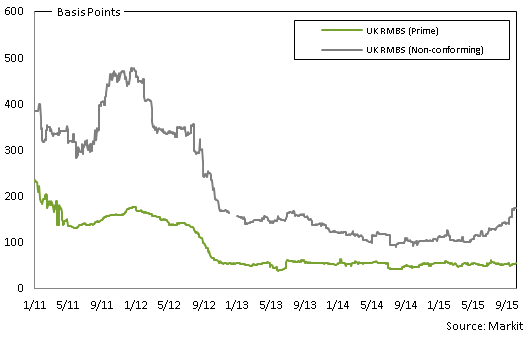 600
Basis Points
UK RMBS (Prime)
UK RMBS (Non-conforming)
500
400
300
200
100
0
1/11 5/11 9/11 1/12 5/12 9/12 1/13 5/13 9/13 1/14 5/14 9/14 1/15 5/15 9/15
Source: Markit